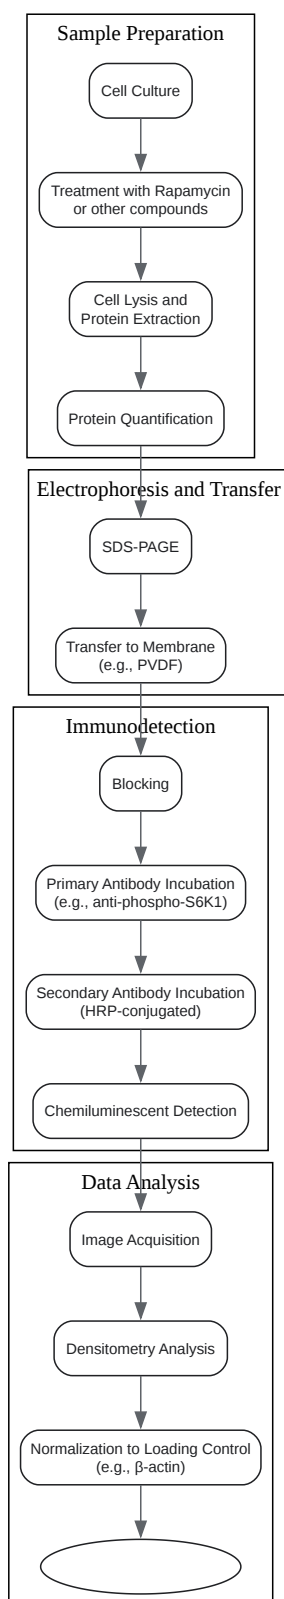 Sample Preparation
Cell Culture
Treatment with Rapamycin
or other compounds
Cell Lysis and
Protein Extraction
Protein Quantification
Electrophoresis and Transfer
SDS-PAGE
Transfer to Membrane
(e.g., PVDF)
Immunodetection
Blocking
Primary Antibody Incubation
(e.g., anti-phospho-S6K1)
Secondary Antibody Incubation
(HRP-conjugated)
Chemiluminescent Detection
Data Analysis
Image Acquisition
Densitometry Analysis
Normalization to Loading Control
(e.g., β-actin)